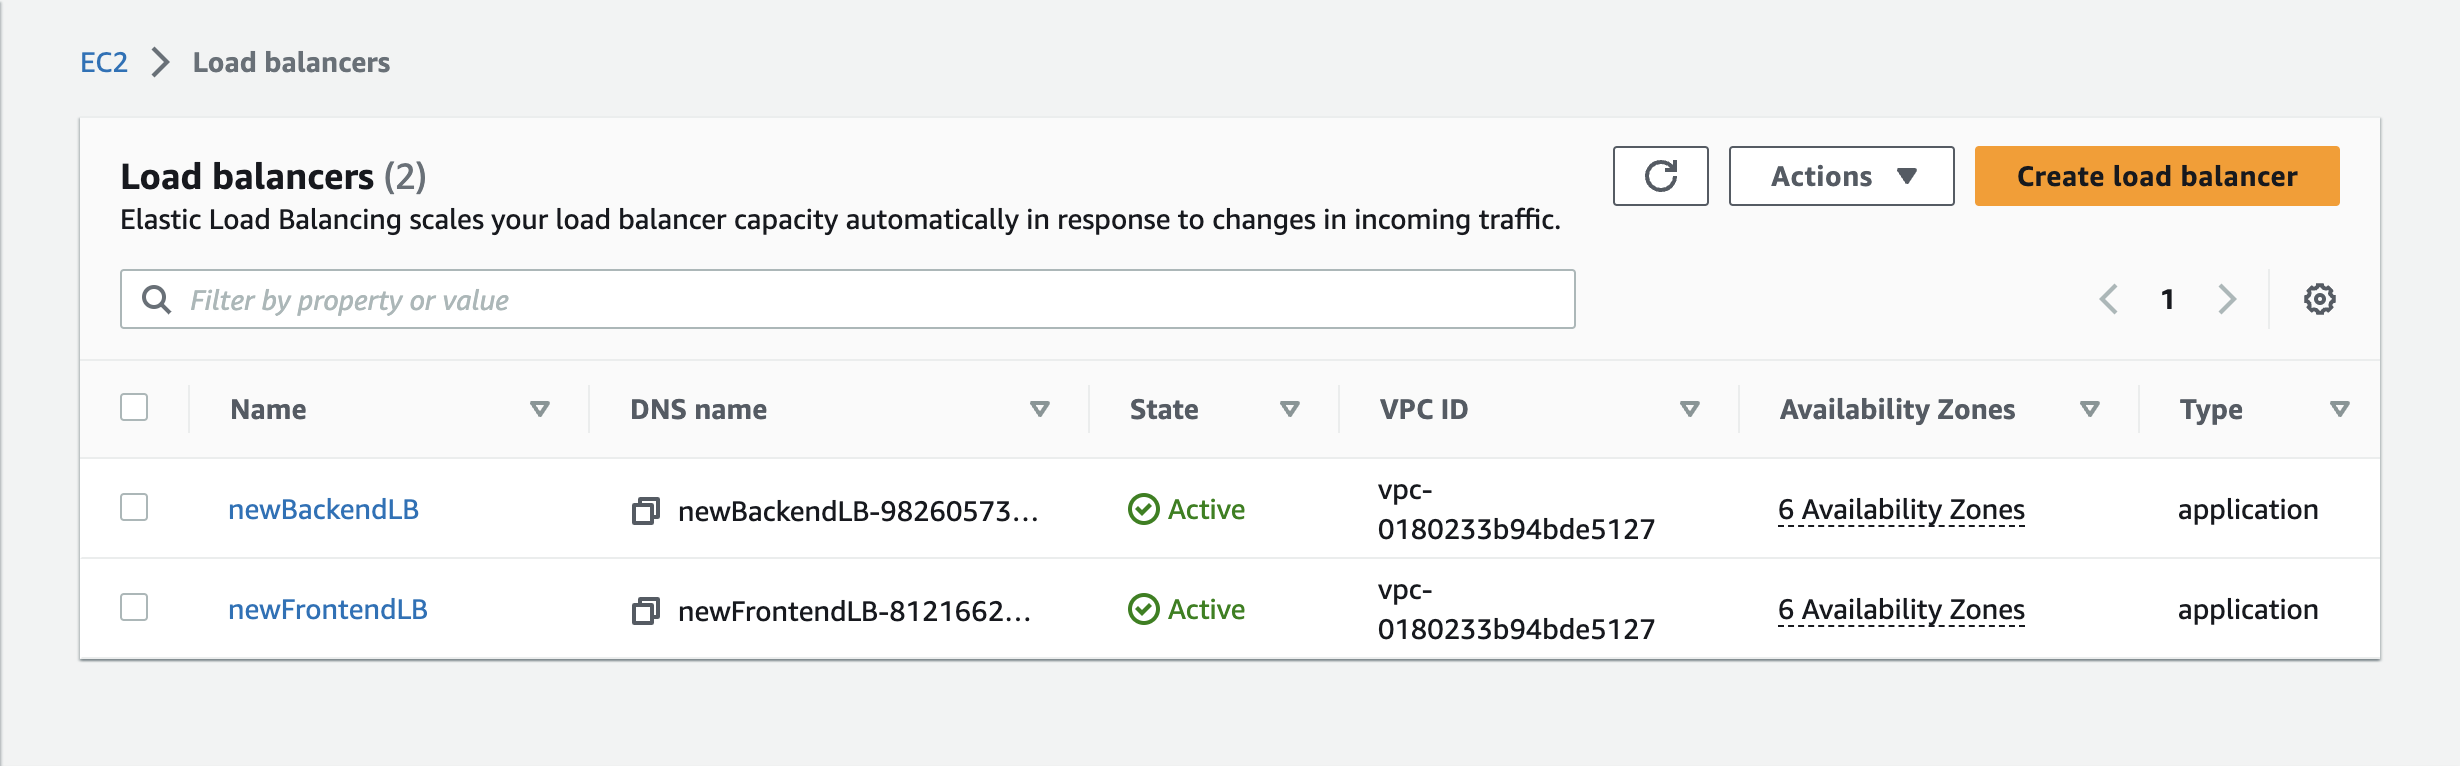 EC2 > Load balancers
Load balancers (2)
Actions
Create load balancer
Elastic Load Balancing scales your load balancer capacity automatically in response to changes in incoming traffic.
Filter by property or value
1
Name DNS name State VPC ID Availability Zones Type
newBackendLB newBackendLB-98260573... Active vpc-
0180233b94bde5127 6 Availability Zones application
newFrontendLB newFrontendLB-8121662... Active vpc-
0180233b94bde5127 6 Availability Zones application